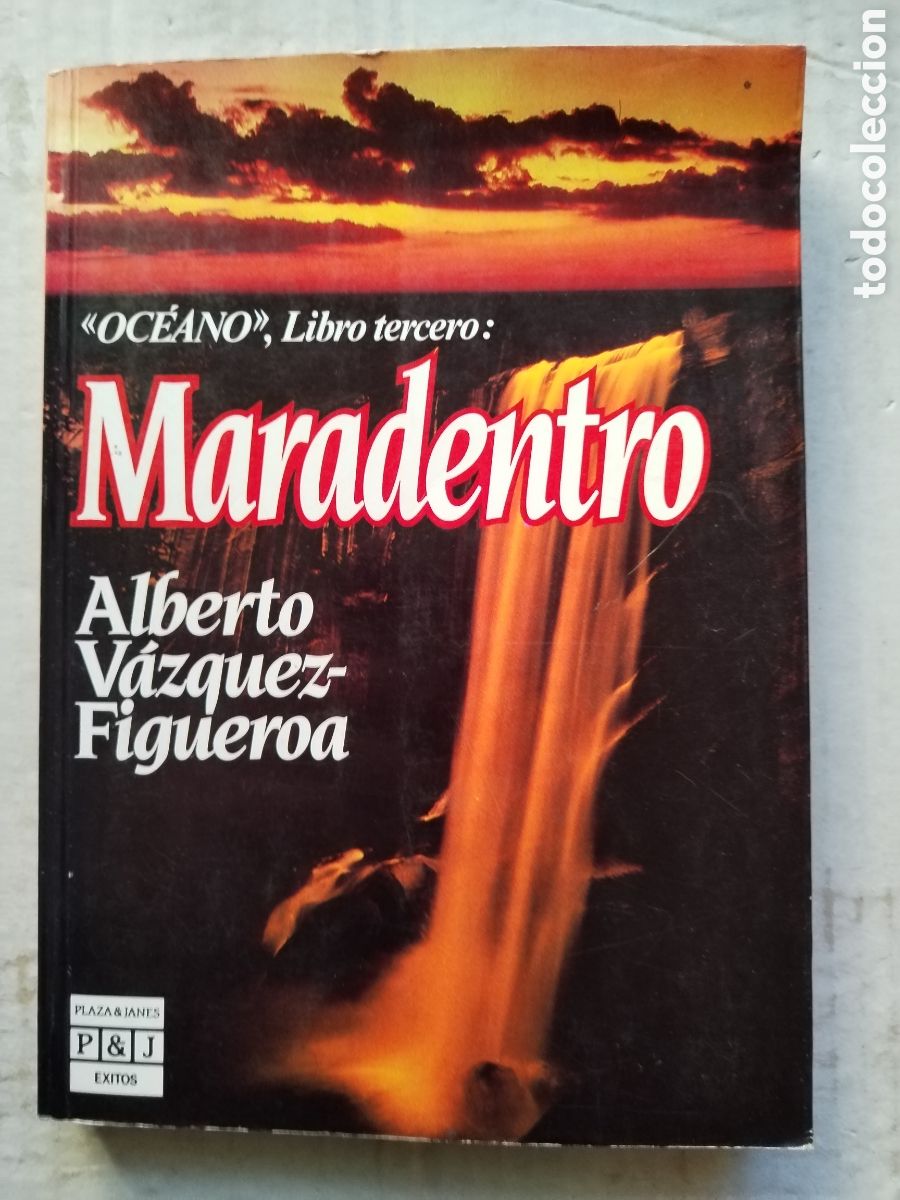 todocoleccion
«OCÉANO», Libro tercero:
Maradentro
Alberto
Vázquez-
Figueroa
PLAZA & JANES
P & J
EXITOS